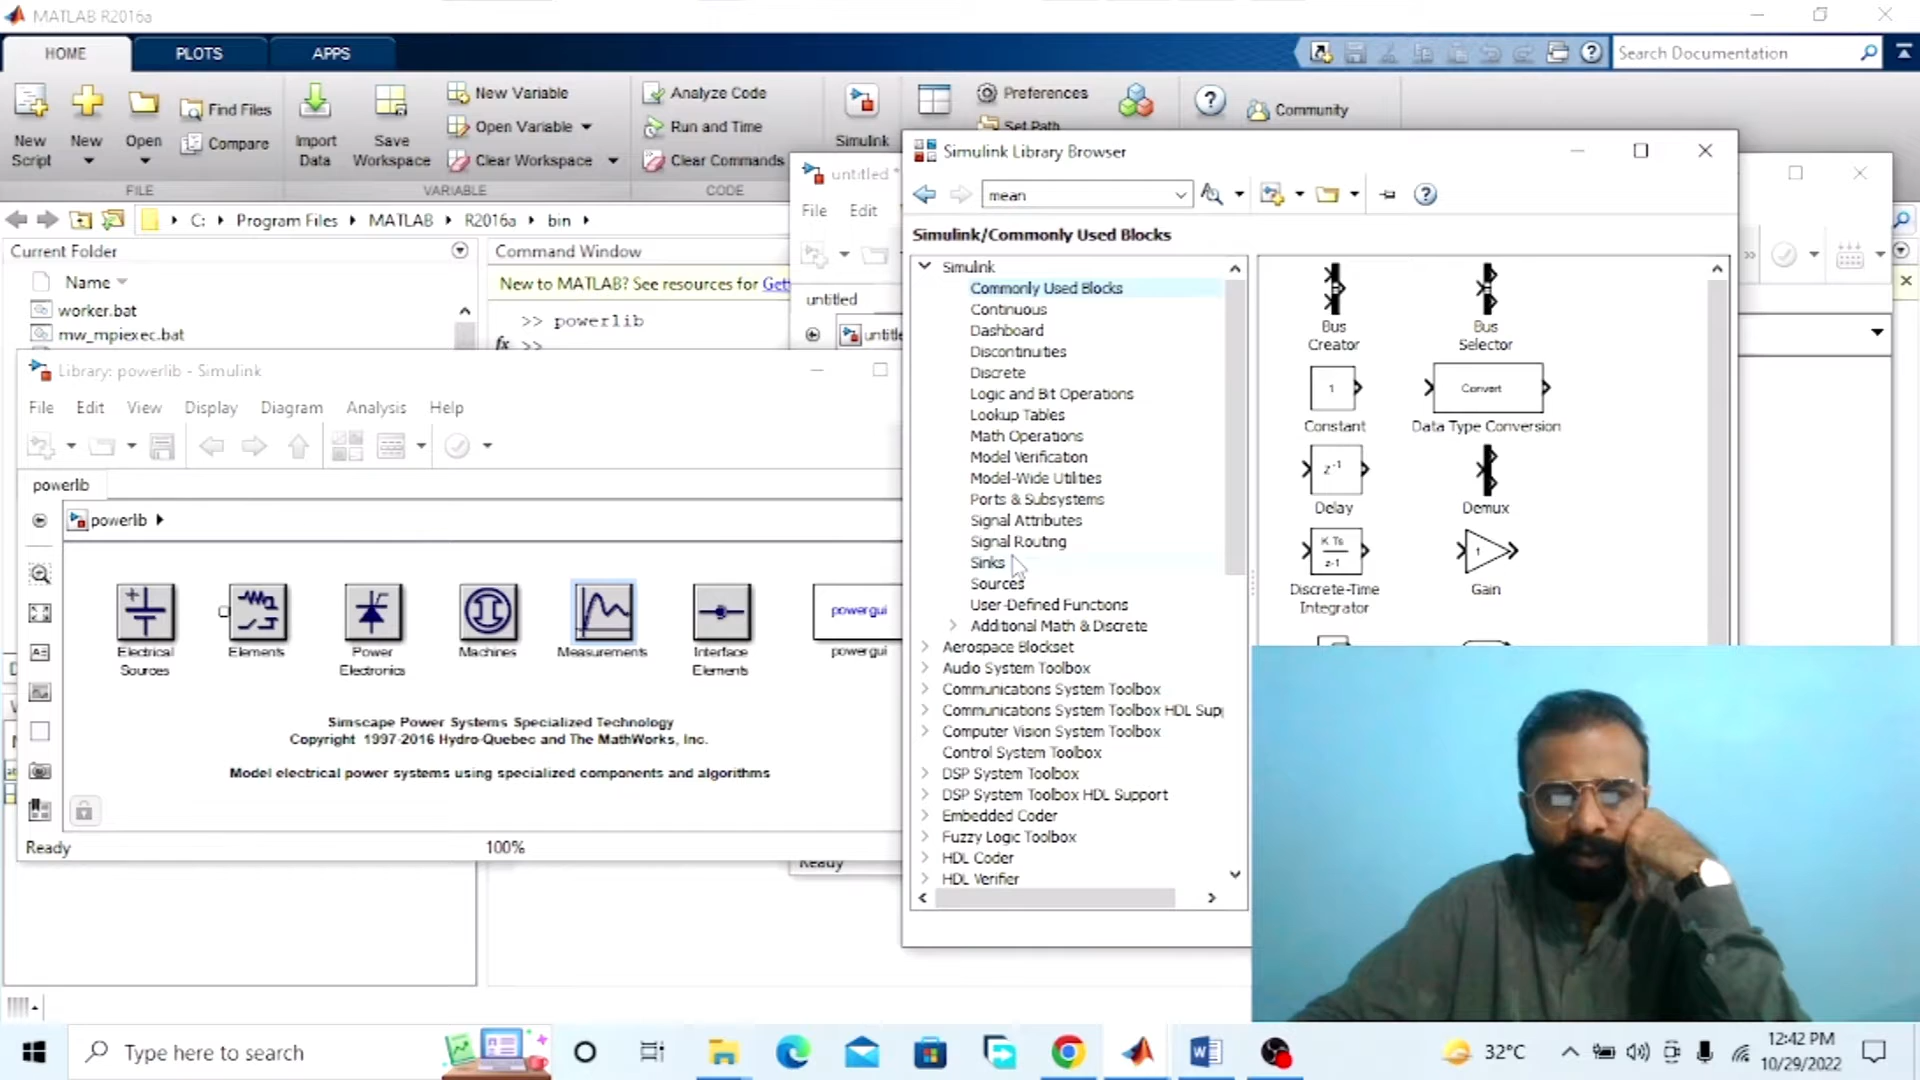 MATLAB R2016a
HOME
PLOTS
APPS
Search Documentation
New Script
New
Open
Find Files
Compare
Import Data
Save Workspace
New Variable
Open Variable
Clear Workspace
Analyze Code
Run and Time
Clear Commands
Simulink
Preferences
Set Path
Community
FILE
VARIABLE
CODE
C:
Program Files
MATLAB
R2016a
bin
Current Folder
Name
worker.bat
mw_mpiexec.bat
Command Window
New to MATLAB? See resources for
>> powerlib
fx >>
untitled *
File
Edit
untitled
Ready
Library: powerlib - Simulink
File
Edit
View
Display
Diagram
Analysis
Help
powerlib
powerlib
Electrical Sources
Elements
Power Electronics
Machines
Measurements
Interface Elements
powergui
powergui
Simscape Power Systems Specialized Technology
Copyright 1997-2016 Hydro-Quebec and The MathWorks, Inc.
Model electrical power systems using specialized components and algorithms
Ready
100%
Simulink Library Browser
mean
Simulink/Commonly Used Blocks
Simulink
Commonly Used Blocks
Continuous
Dashboard
Discontinuities
Discrete
Logic and Bit Operations
Lookup Tables
Math Operations
Model Verification
Model-Wide Utilities
Ports & Subsystems
Signal Attributes
Signal Routing
Sinks
Sources
User-Defined Functions
Additional Math & Discrete
Aerospace Blockset
Audio System Toolbox
Communications System Toolbox
Communications System Toolbox HDL Supp
Computer Vision System Toolbox
Control System Toolbox
DSP System Toolbox
DSP System Toolbox HDL Support
Embedded Coder
Fuzzy Logic Toolbox
HDL Coder
HDL Verifier
Bus Creator
Bus Selector
1
Constant
Convert
Data Type Conversion
z-1
Delay
Demux
K Ts
z-1
Discrete-Time Integrator
1
Gain
Type here to search
32°C
12:42 PM
10/29/2022